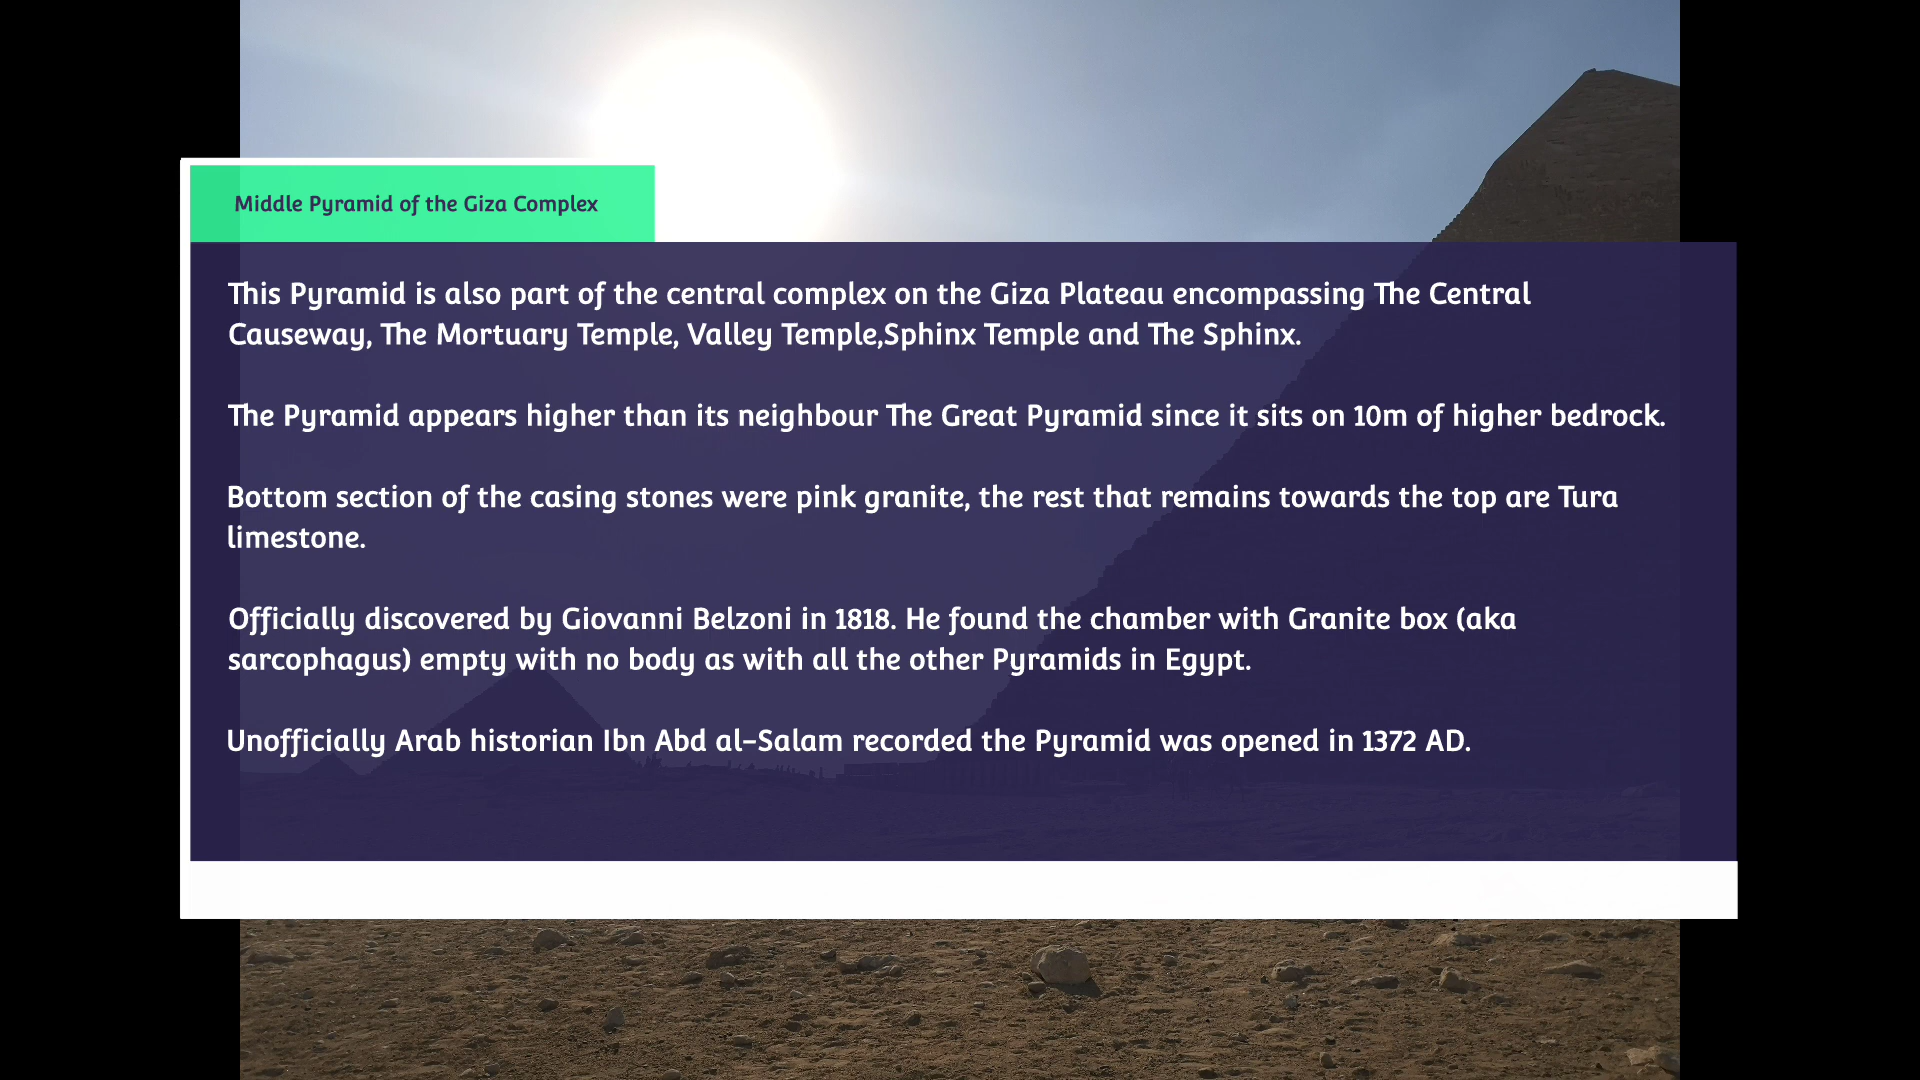 Middle Pyramid of the Giza Complex
This Pyramid is also part of the central complex on the Giza Plateau encompassing The Central
Causeway, The Mortuary Temple, Valley Temple,Sphinx Temple and The Sphinx.
The Pyramid appears higher than its neighbour The Great Pyramid since it sits on 10m of higher bedrock.
Bottom section of the casing stones were pink granite, the rest that remains towards the top are Tura
limestone.
Officially discovered by Giovanni Belzoni in 1818. He found the chamber with Granite box (aka
sarcophagus) empty with no body as with all the other Pyramids in Egypt.
Unofficially Arab historian Ibn Abd al-Salam recorded the Pyramid was opened in 1372 AD.